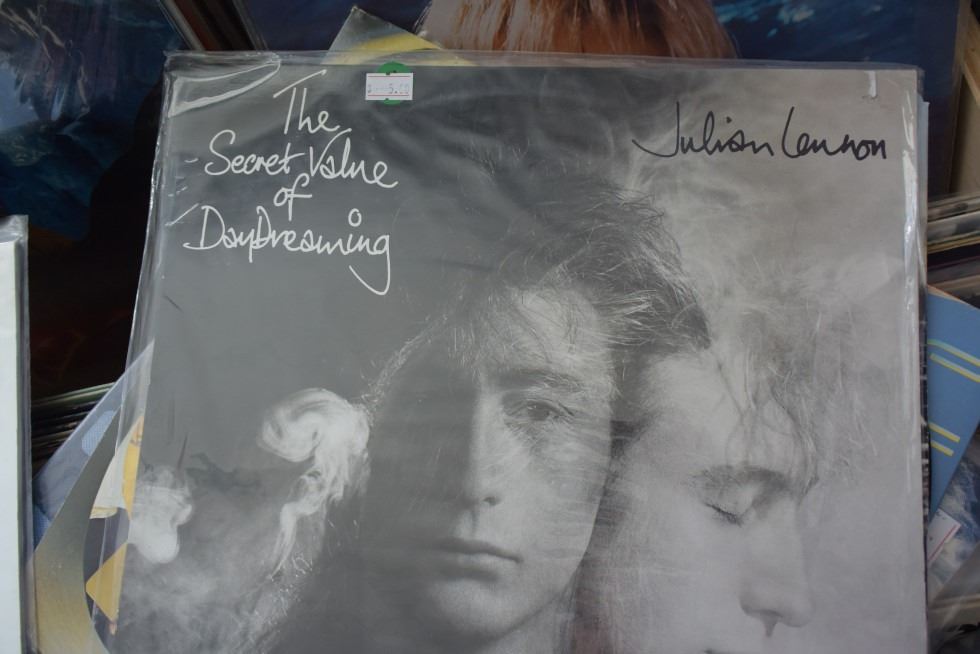 The
Secret Value
of
DayDreaming
Julian Lennon